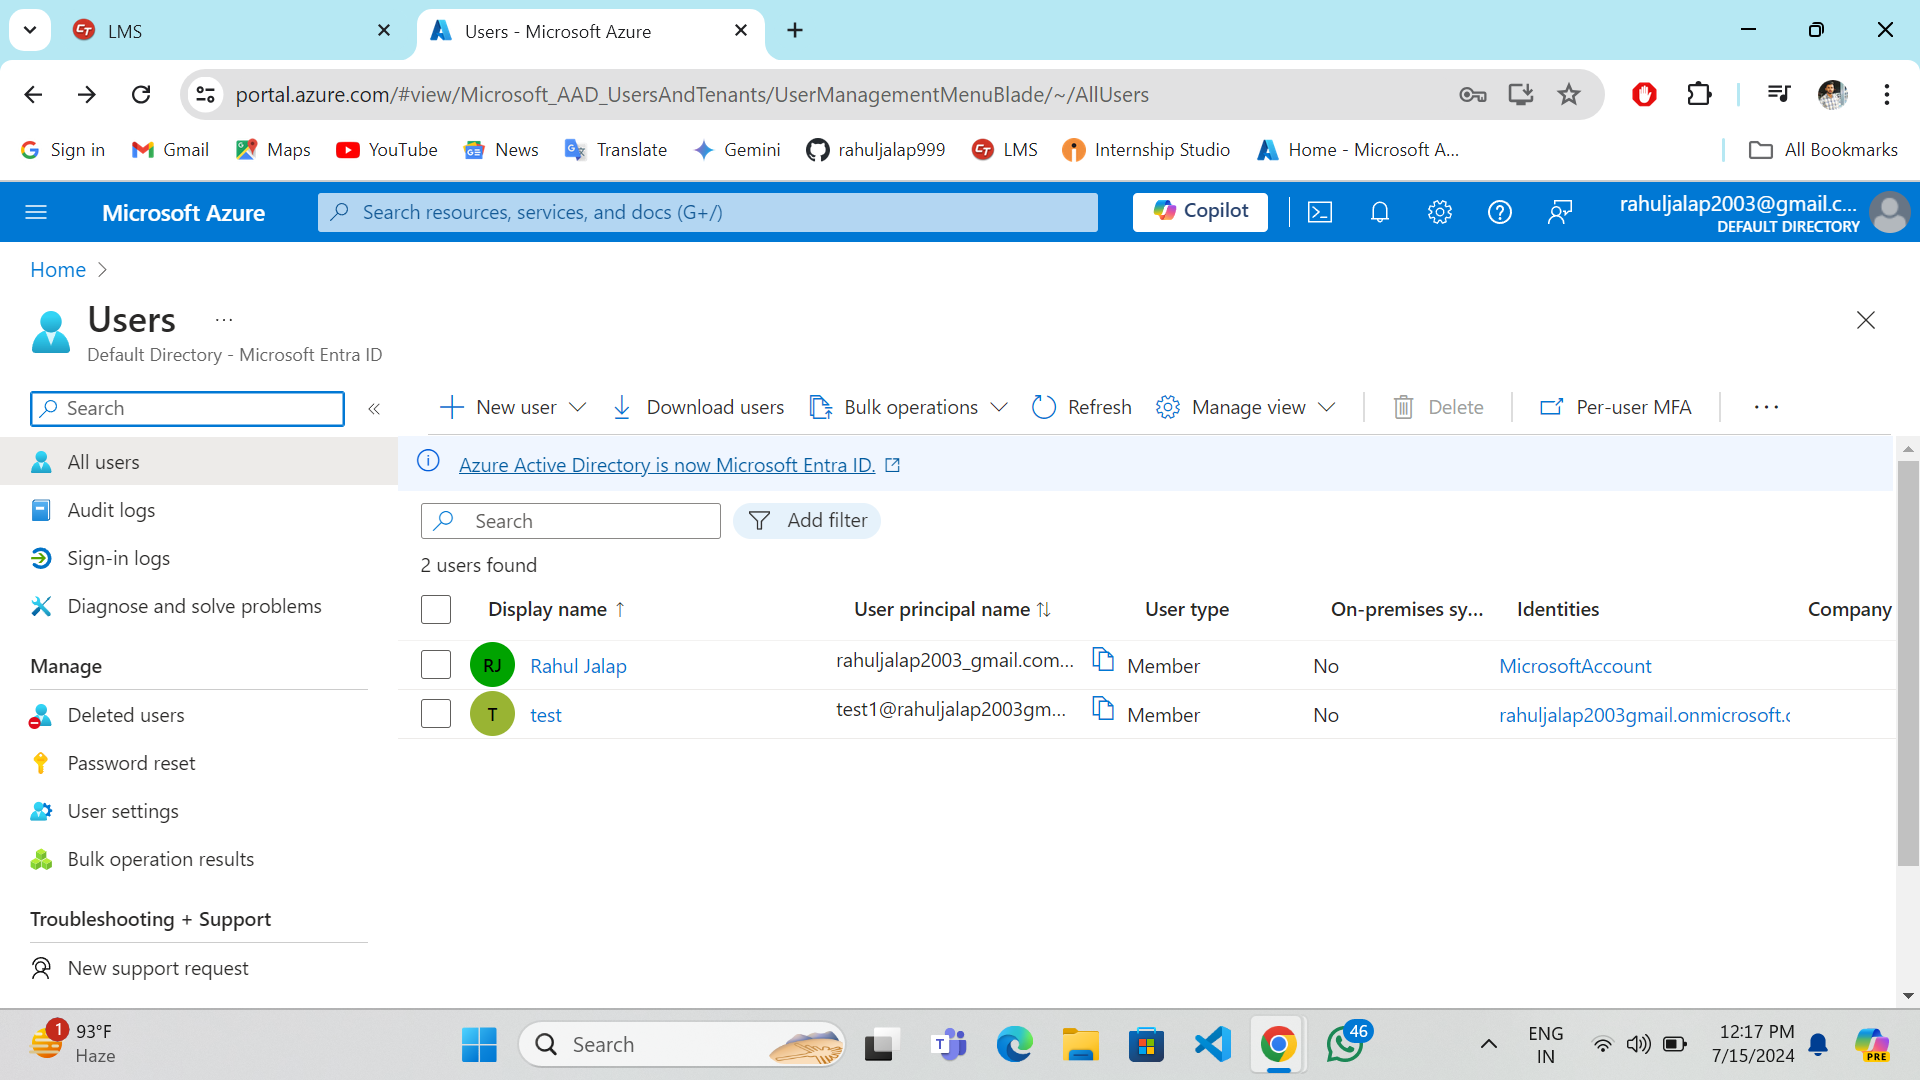 LMS
Users - Microsoft Azure
portal.azure.com/#view/Microsoft_AAD_UsersAndTenants/UserManagementMenuBlade/~/AllUsers
Sign in
Gmail
Maps
YouTube
News
Translate
Gemini
rahuljalap999
LMS
Internship Studio
Home - Microsoft A...
All Bookmarks
Microsoft Azure
Search resources, services, and docs (G+/)
Copilot
rahuljalap2003@gmail.c...
DEFAULT DIRECTORY
Home
Users ...
Default Directory - Microsoft Entra ID
Search
New user
Download users
Bulk operations
Refresh
Manage view
Delete
Per-user MFA
...
All users
Audit logs
Sign-in logs
Diagnose and solve problems
Manage
Deleted users
Password reset
User settings
Bulk operation results
Troubleshooting + Support
New support request
Azure Active Directory is now Microsoft Entra ID.
Search
Add filter
2 users found
Display name ↑ User principal name ↑↓ User type On-premises sy... Identities Company
RJ Rahul Jalap rahuljalap2003_gmail.com... Member No MicrosoftAccount
T test test1@rahuljalap2003gm... Member No rahuljalap2003gmail.onmicrosoft.c
1
93°F
Haze
Search
T
46
ENG
IN
12:17 PM
7/15/2024
PRE